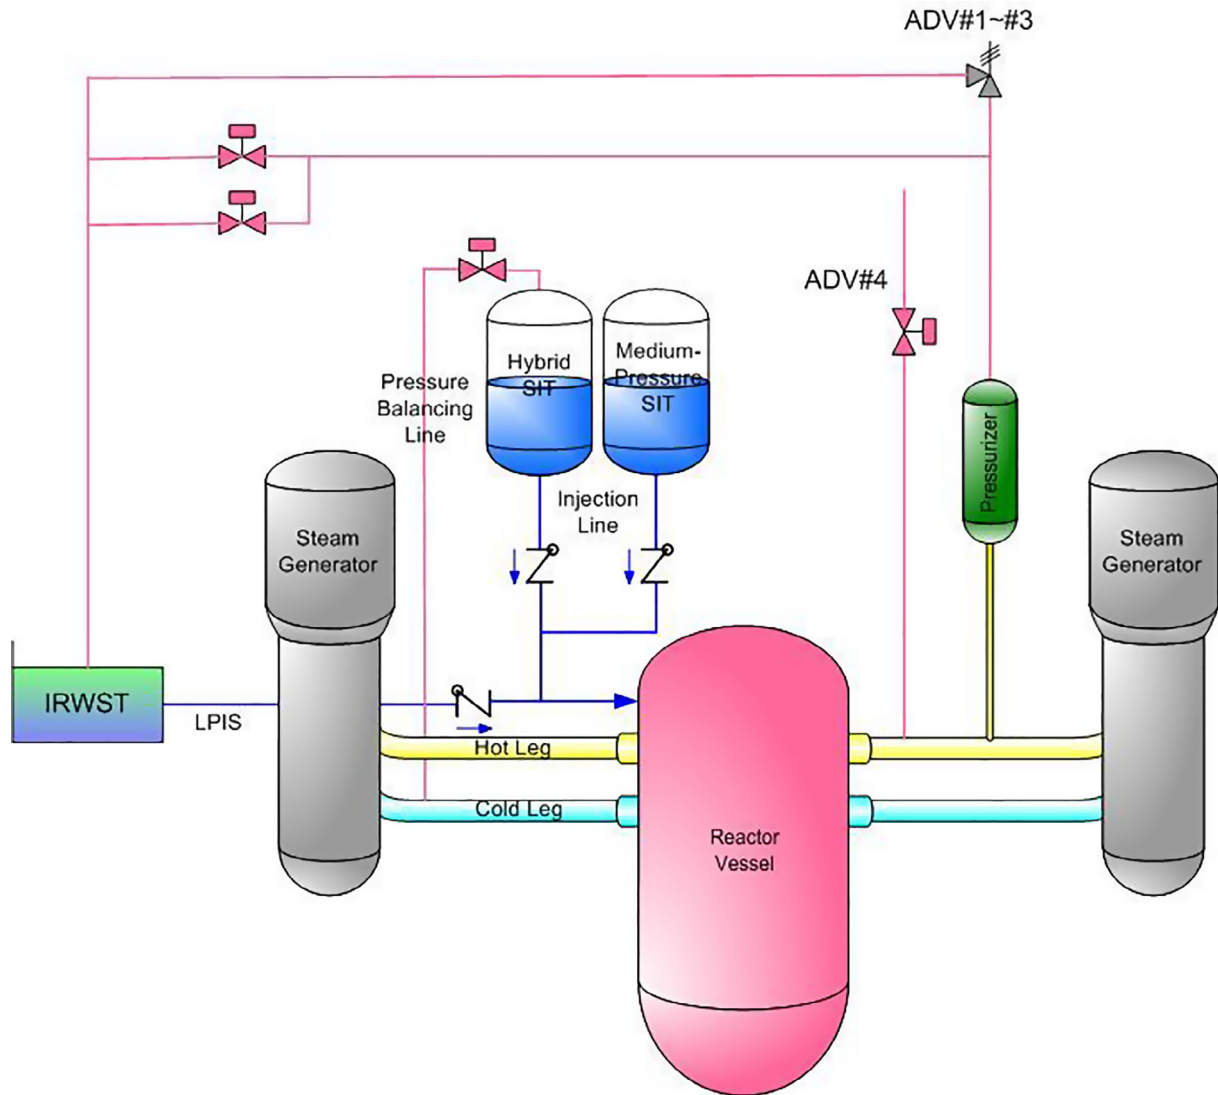 ADV#1~#3
ADV#4
Hybrid
SIT
Medium-
Pressure
SIT
Pressure
Balancing
Line
Pressurizer
Injection
Line
Steam
Generator
Steam
Generator
IRWST
LPIS
Hot Leg
Cold Leg
Reactor
Vessel